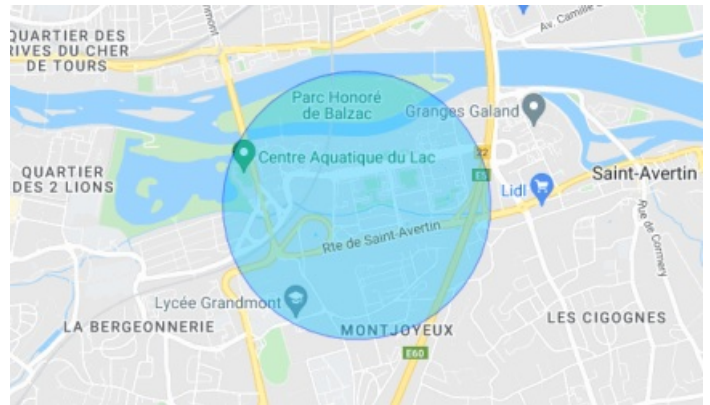 QUARTIER DES
RIVES DU CHER
DE TOURS
Parc Honoré
de Balzac
Granges Galand
Centre Aquatique du Lac
22
E5
QUARTIER
DES 2 LIONS
Lidl
Saint-Avertin
Rte de Saint-Avertin
Rue de Cormery
Lycée Grandmont
LA BERGEONNERIE
MONTJOYEUX
LES CIGOGNES
E60
Av. Camille